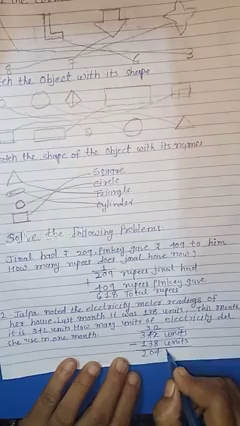 8 7 6 3
the Object with its shape
the shape of the Object with its names
Square
Circle
Triangle
Cylinder
Solve the following Problems.
Jinal had ₹ 209. Pinkey gave ₹ 409 to him
How many rupees does Jinal have now?
209 rupees Jinal had
+ 409 rupees Pinkey gave
618 Total rupees
2 Jalpa noted the electricity meter readings of
her house. Last month it was 138 units. This month
it is 342 units How many units of electricity did
she use in one month
342 units
- 138 units
204